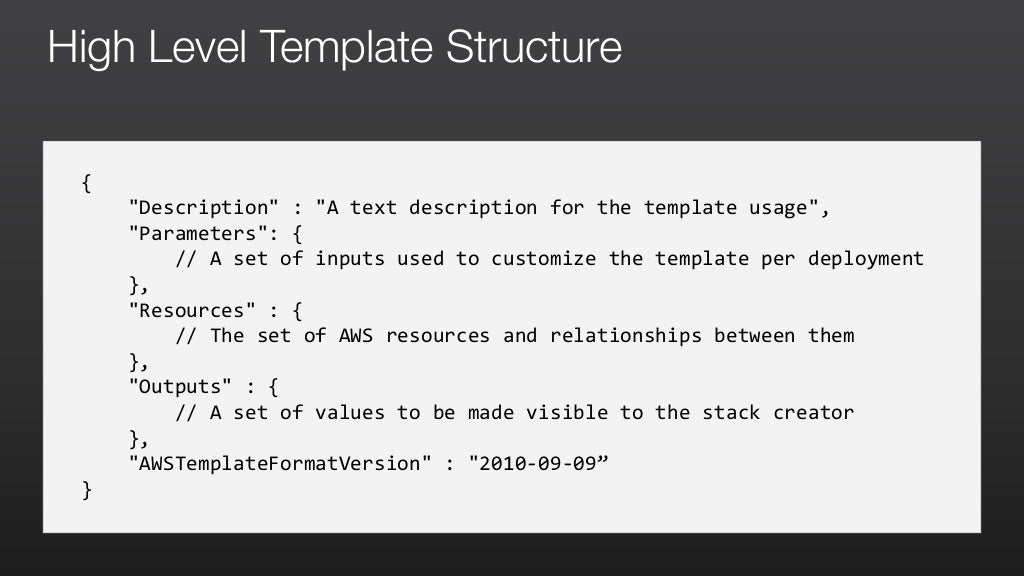 High Level Template Structure
{
"Description" : "A text description for the template usage",
"Parameters": {
// A set of inputs used to customize the template per deployment
},
"Resources" : {
// The set of AWS resources and relationships between them
},
"Outputs" : {
// A set of values to be made visible to the stack creator
},
"AWSTemplateFormatVersion" : "2010-09-09”
}